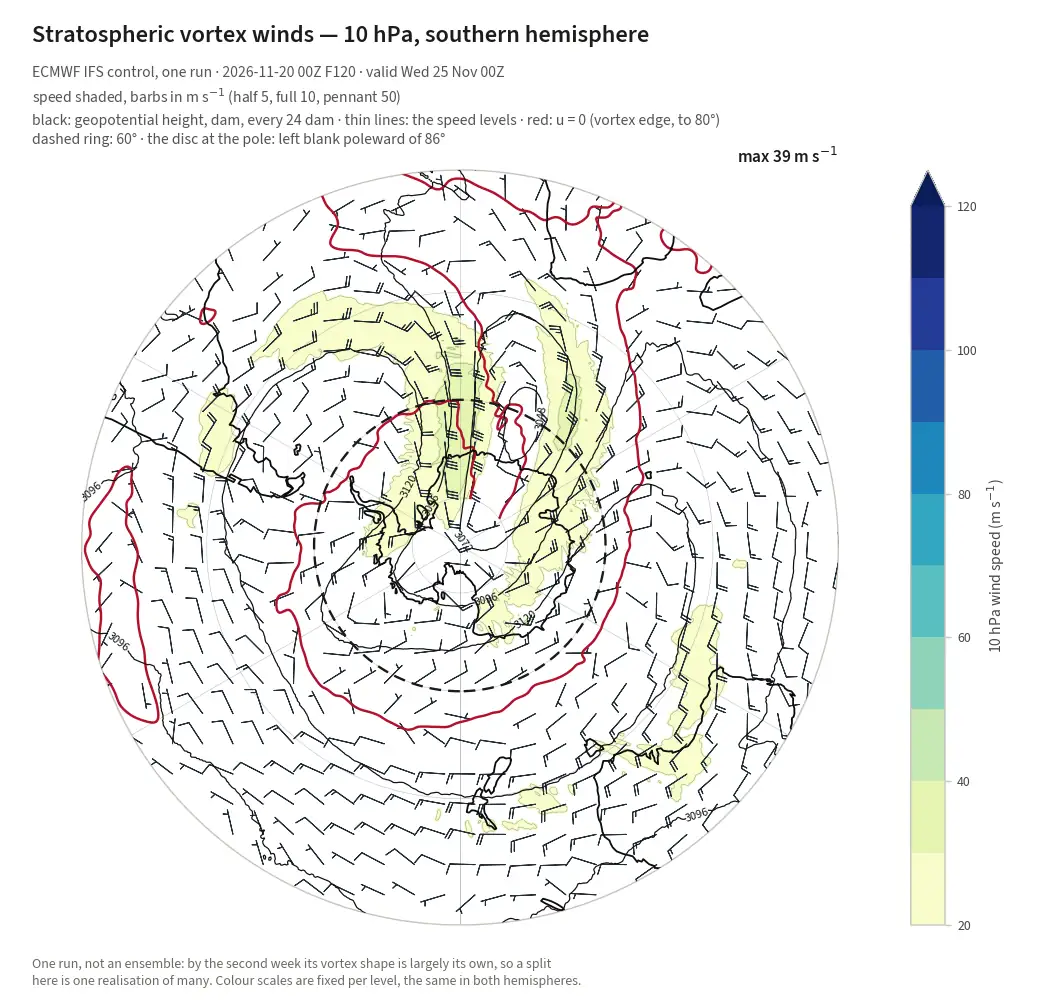 Stratospheric vortex winds — 10 hPa, southern hemisphere
ECMWF IFS control, one run · 2026-11-20 00Z F120 · valid Wed 25 Nov 00Z
speed shaded, barbs in m s⁻¹ (half 5, full 10, pennant 50)
black: geopotential height, dam, every 24 dam · thin lines: the speed levels · red: u = 0 (vortex edge, to 80°)
dashed ring: 60° · the disc at the pole: left blank poleward of 86°
max 39 m s⁻¹
120
100
80
60
40
20
10 hPa wind speed (m s⁻¹)
3048
3096
3120
3096
3096
3120
3096
One run, not an ensemble: by the second week its vortex shape is largely its own, so a split
here is one realisation of many. Colour scales are fixed per level, the same in both hemispheres.